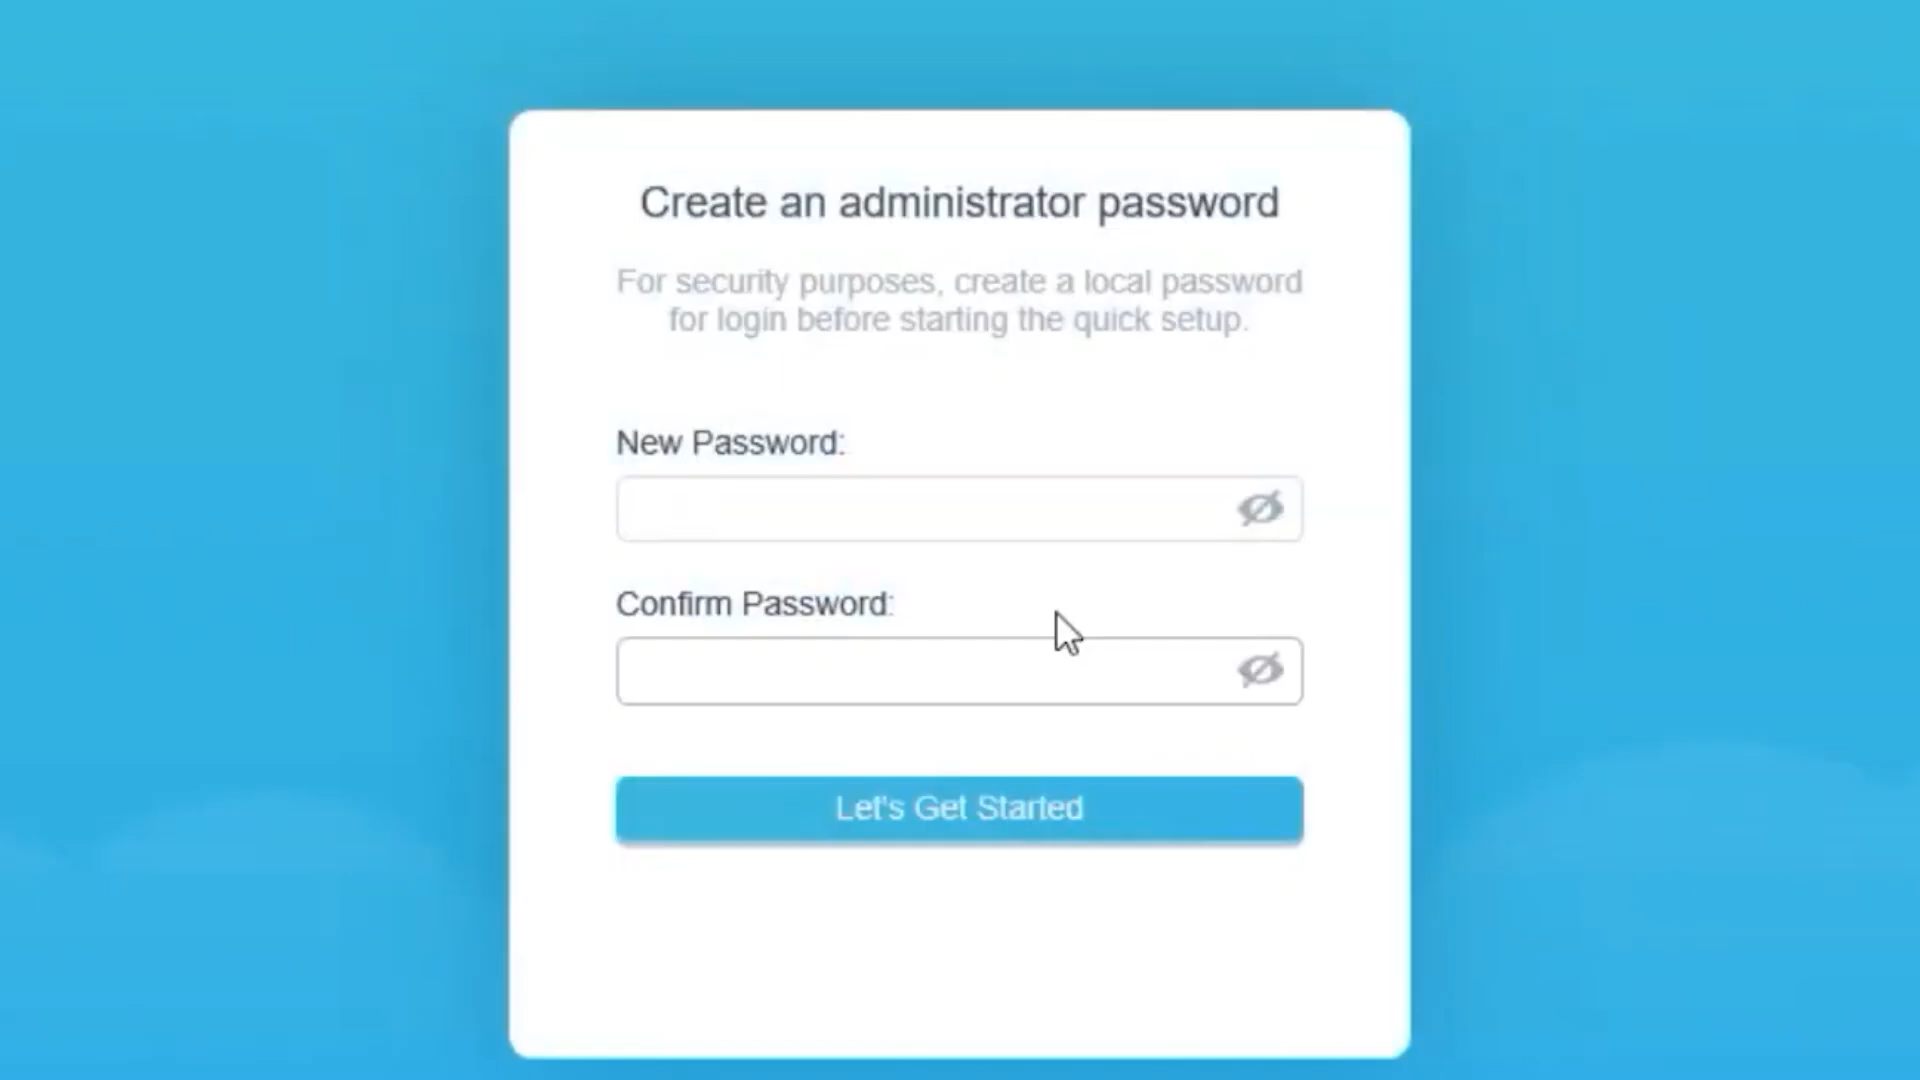 Create an administrator password
For security purposes, create a local password
for login before starting the quick setup.
New Password:
Confirm Password:
Let's Get Started